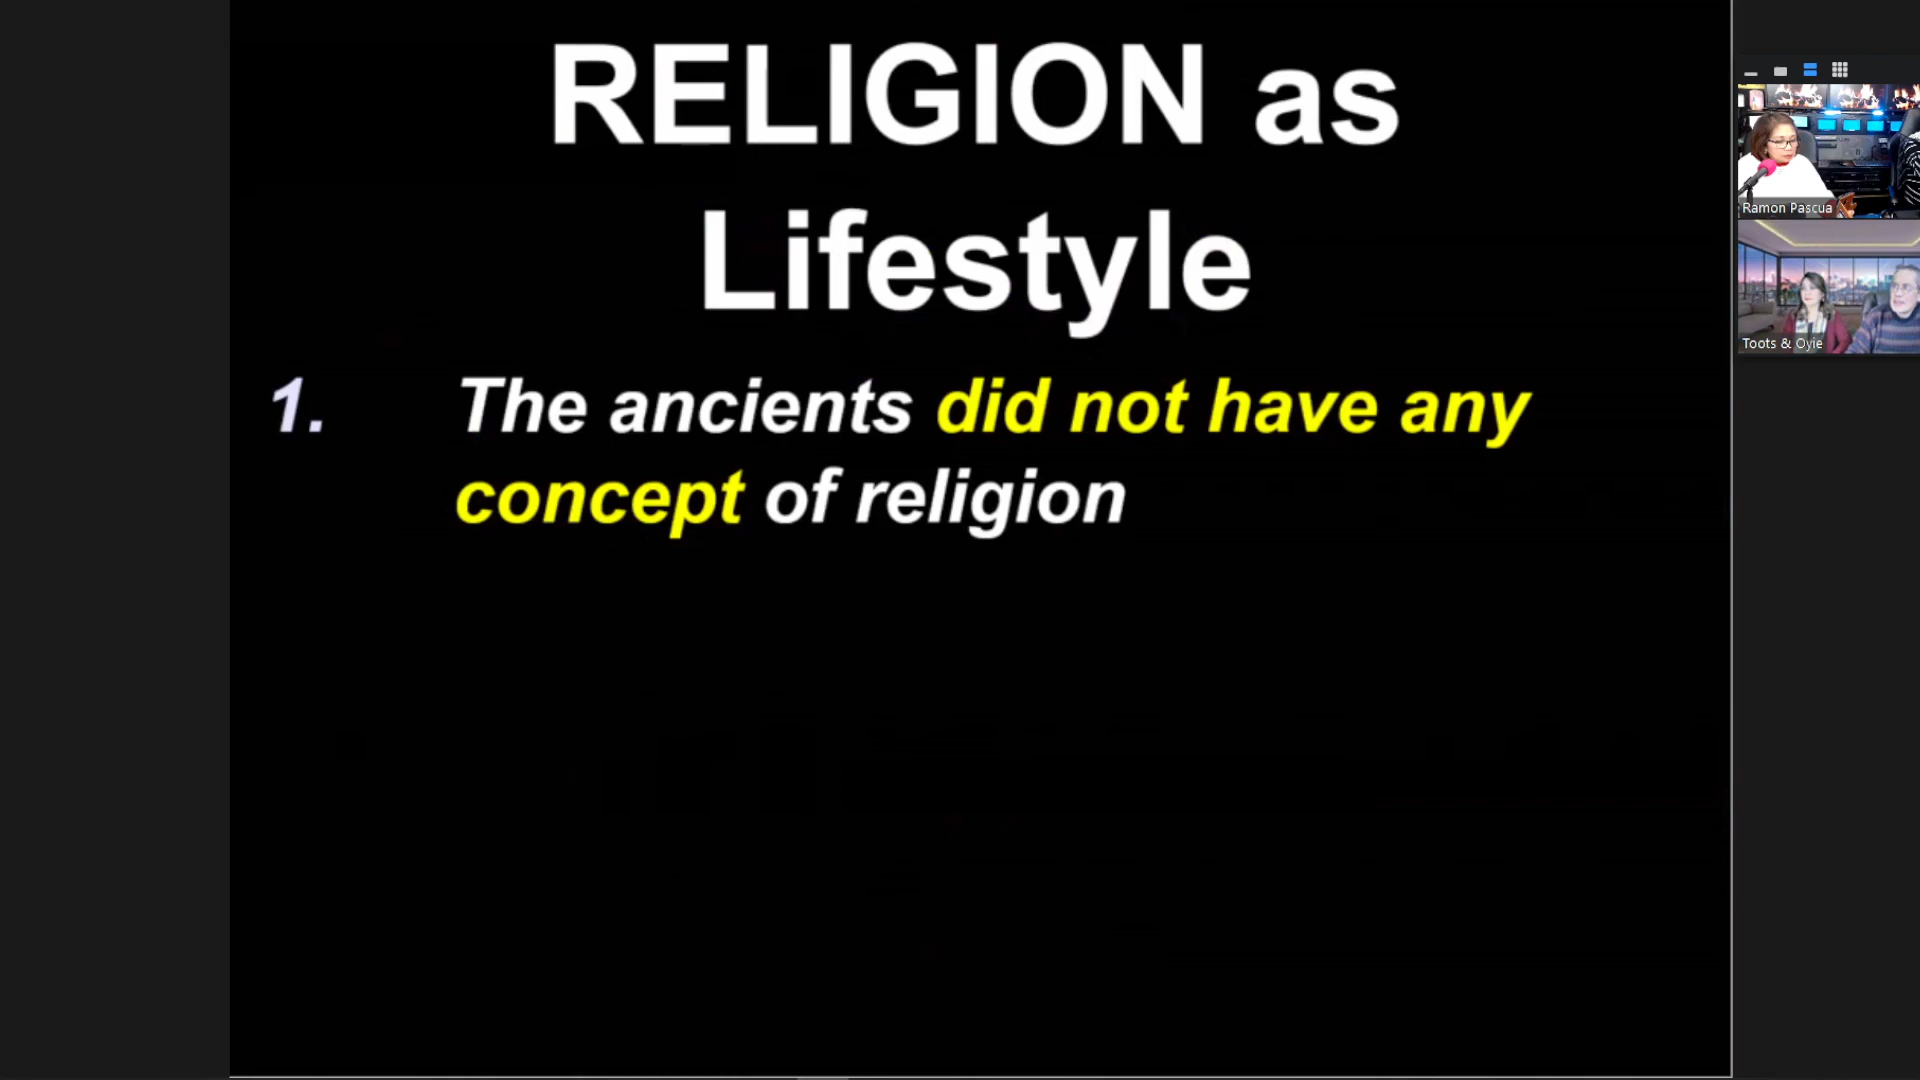 RELIGION as
Lifestyle
1. The ancients did not have any
concept of religion
Ramon Pascua
Toots & Oyie